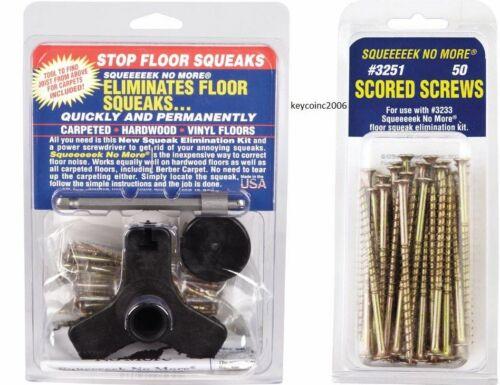 STOP FLOOR SQUEAKS
TOOL TO FIND
JOIST FROM ABOVE
FOR CARPETS
INCLUDED!
SQUEEEEEK NO MORE®
ELIMINATES FLOOR
SQUEAKS...
QUICKLY AND PERMANENTLY
CARPETED • HARDWOOD • VINYL FLOORS
All you need is this New Squeak Elimination Kit and
a power screwdriver to get rid of your annoying squeaks.
Squeeeeek No More® is the inexpensive way to correct
floor noise. Works equally well on hardwood floors as well
as all carpeted floors, including Berber Carpet. No need to tear
up the carpeting either. Simply locate the squeak,
follow the simple instructions and the job is done.
Made in the
USA
Squeeeeek No More®
keycoinc2006
SQUEEEEEK NO MORE®
#3251 50
SCORED SCREWS
For use with #3233
Squeeeeek No More®
floor squeak elimination kit.